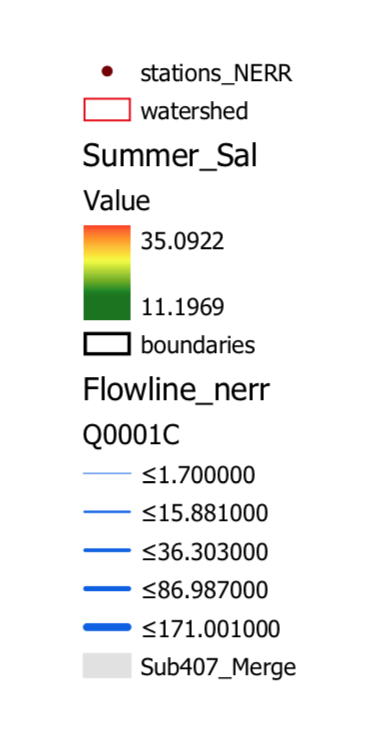 stations_NERR
watershed
Summer_Sal
Value
35.0922
11.1969
boundaries
Flowline_nerr
Q0001C
≤1.700000
≤15.881000
≤36.303000
≤86.987000
≤171.001000
Sub407_Merge